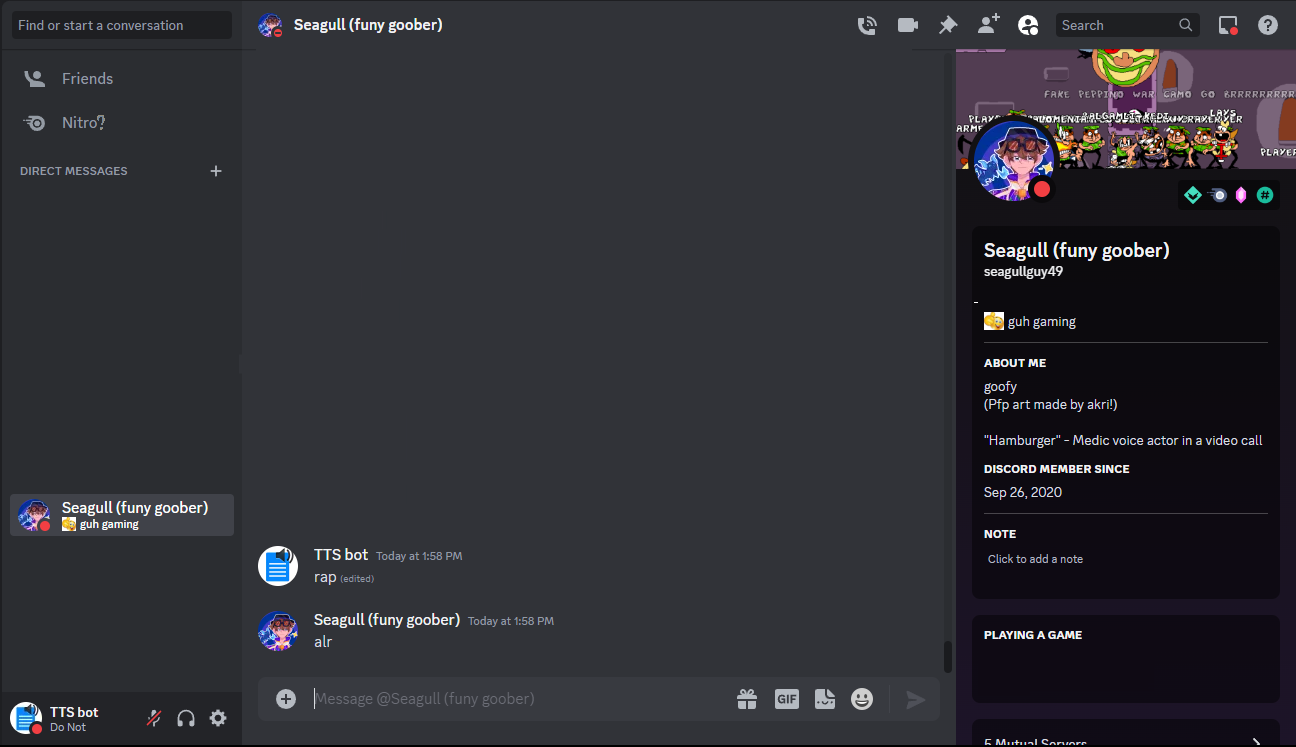 Find or start a conversation
Seagull (funy goober)
Search
Friends
Nitro?
DIRECT MESSAGES
Seagull (funy goober)
guh gaming
TTS bot Today at 1:58 PM
rap (edited)
Seagull (funy goober) Today at 1:58 PM
alr
Message @Seagull (funy goober)
GIF
TTS bot
Do Not
FAKE PEPPINO WAR CAMO GO BRRRRRRRRR
PLAYER
Seagull (funy goober)
seagullguy49
guh gaming
ABOUT ME
goofy
(Pfp art made by akri!)
"Hamburger" - Medic voice actor in a video call
DISCORD MEMBER SINCE
Sep 26, 2020
NOTE
Click to add a note
PLAYING A GAME
5 Mutual Servers